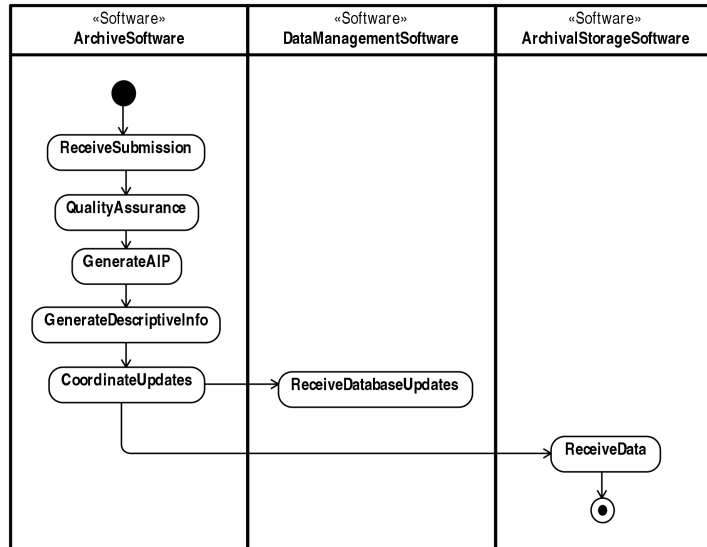 «Software»
ArchiveSoftware
«Software»
DataManagementSoftware
«Software»
ArchivalStorageSoftware
ReceiveSubmission
QualityAssurance
GenerateAIP
GenerateDescriptiveInfo
CoordinateUpdates
ReceiveDatabaseUpdates
ReceiveData